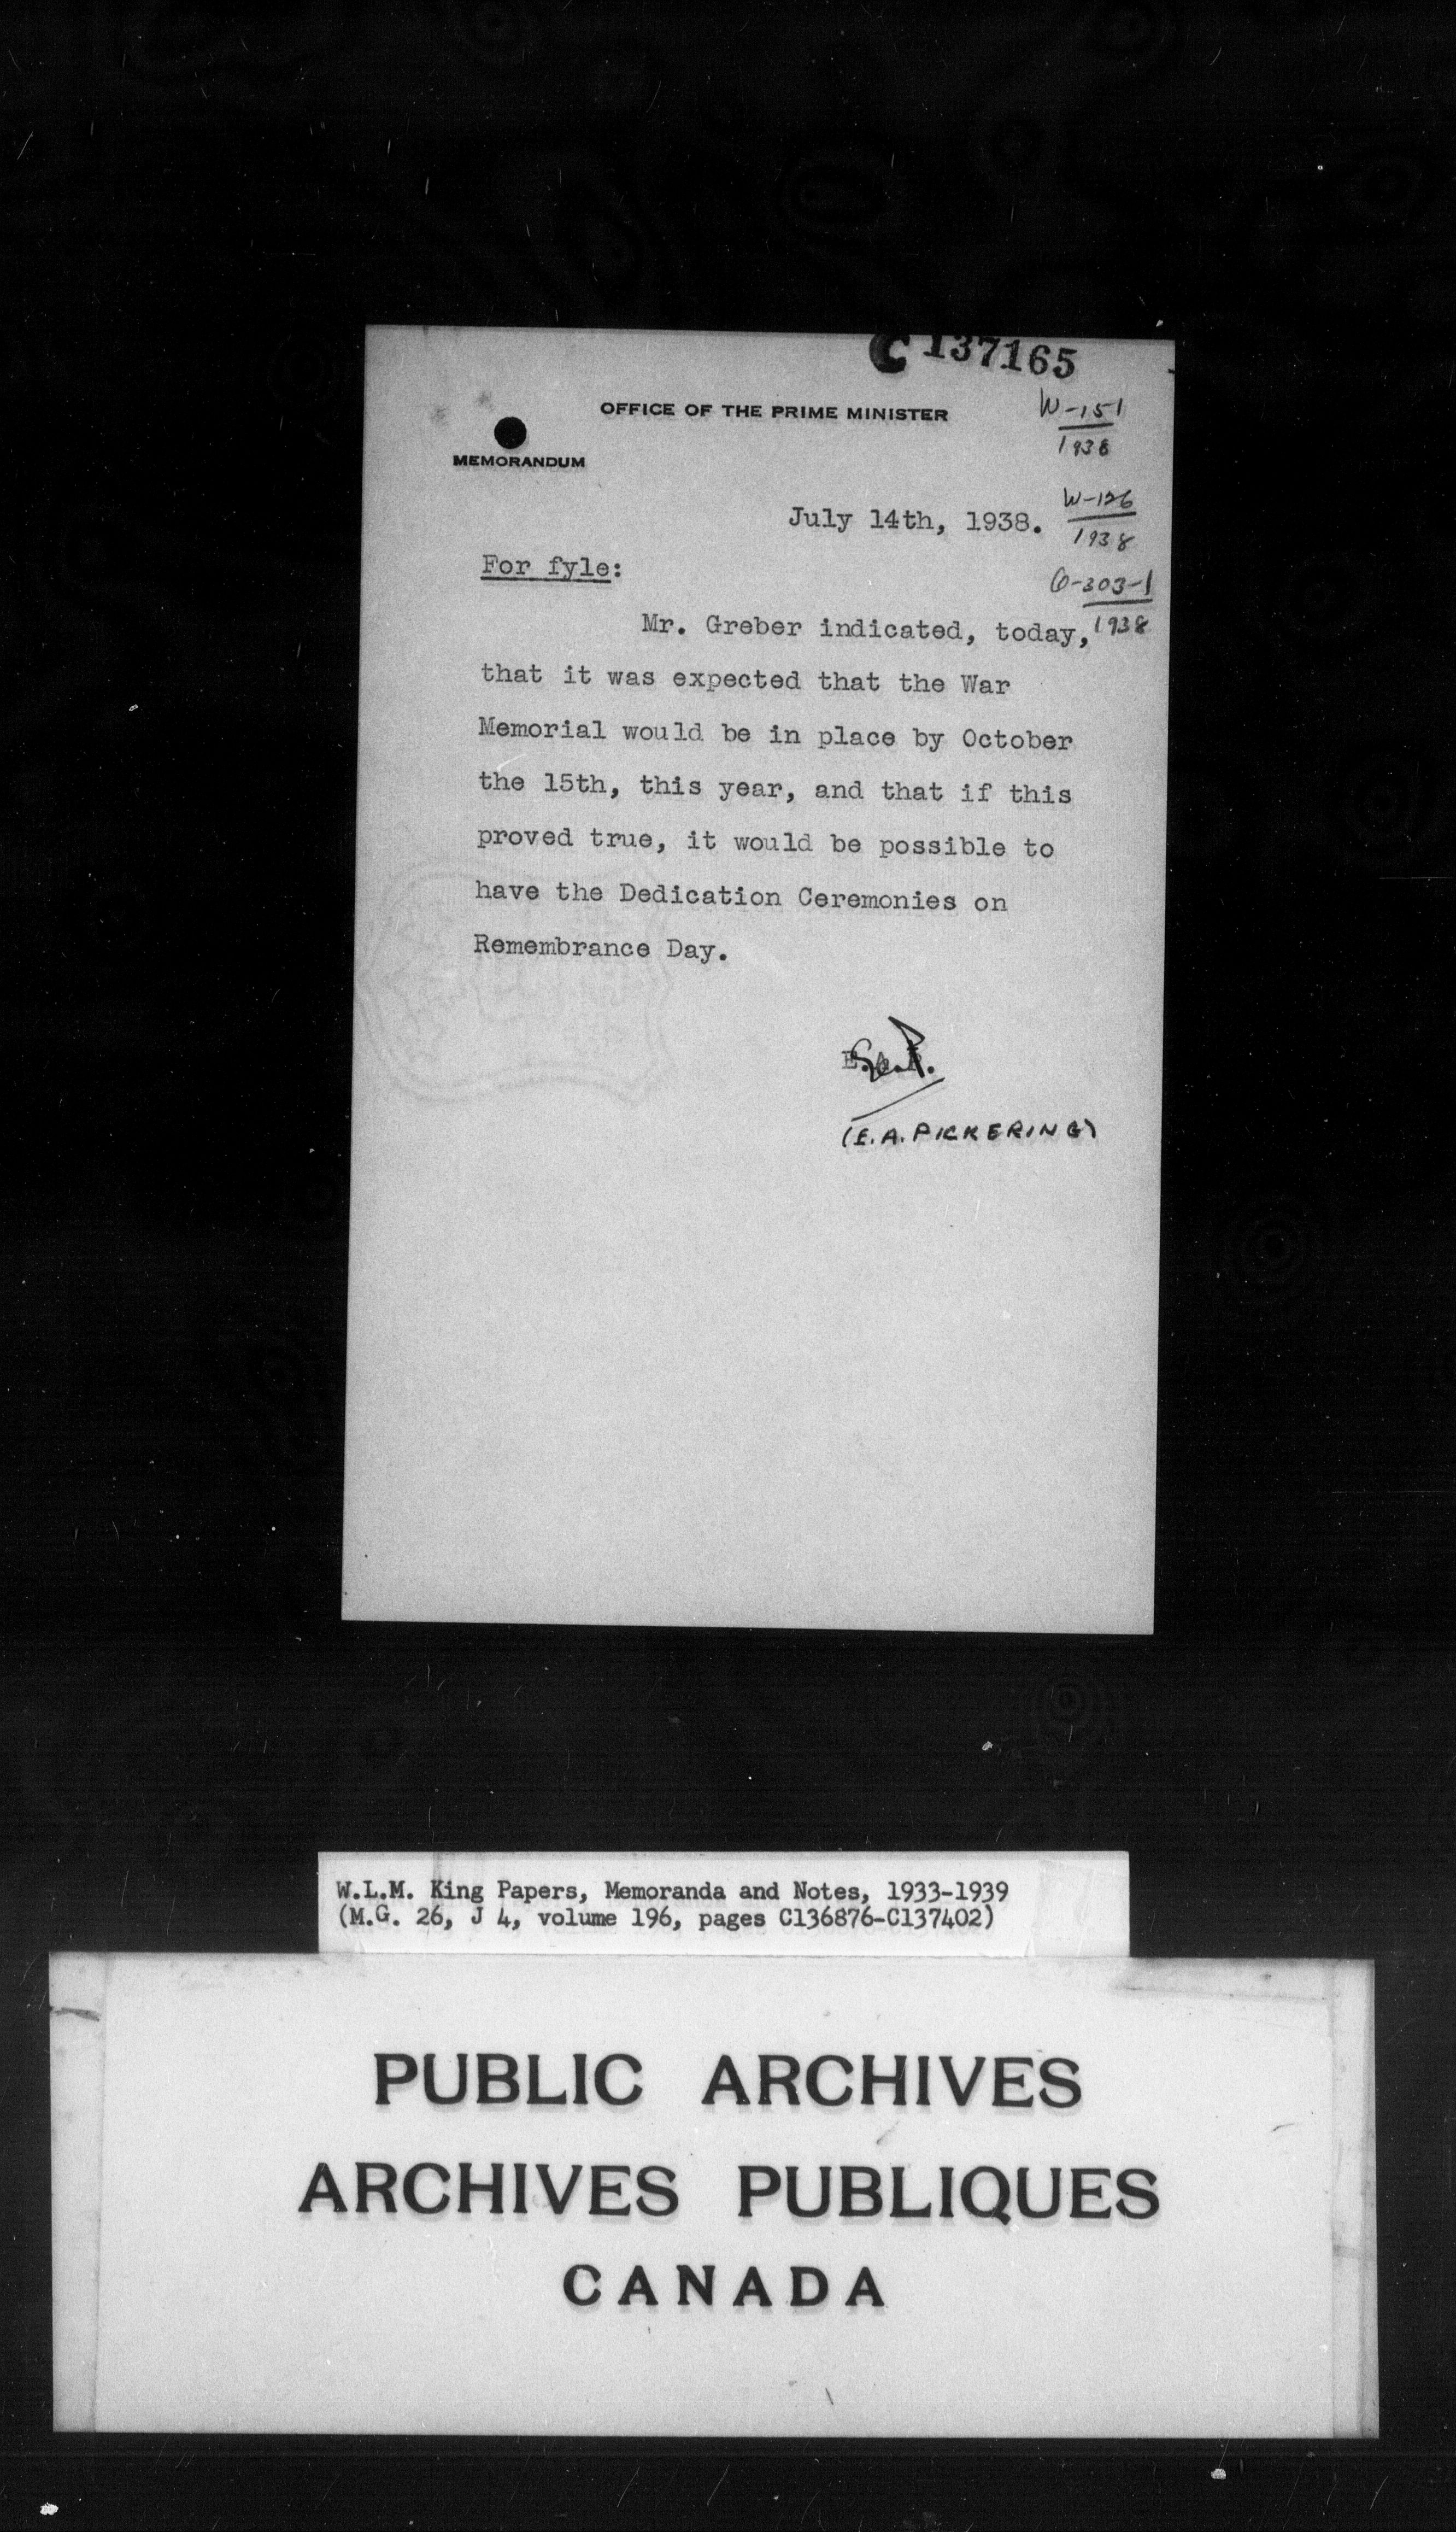 C 137165
OFFICE OF THE PRIME MINISTER
W-151
1938
MEMORANDUM
W-126
1938
July 14th, 1938.
For fyle:
G-303-1
1938
Mr. Greber indicated, today,
that it was expected that the War
Memorial would be in place by October
the 15th, this year, and that if this
proved true, it would be possible to
have the Dedication Ceremonies on
Remembrance Day.
E.A.P.
(E.A. PICKERING)
W.L.M. King Papers, Memoranda and Notes, 1933-1939
(M.G. 26, J 4, volume 196, pages C136876-C137402)
PUBLIC ARCHIVES
ARCHIVES PUBLIQUES
CANADA